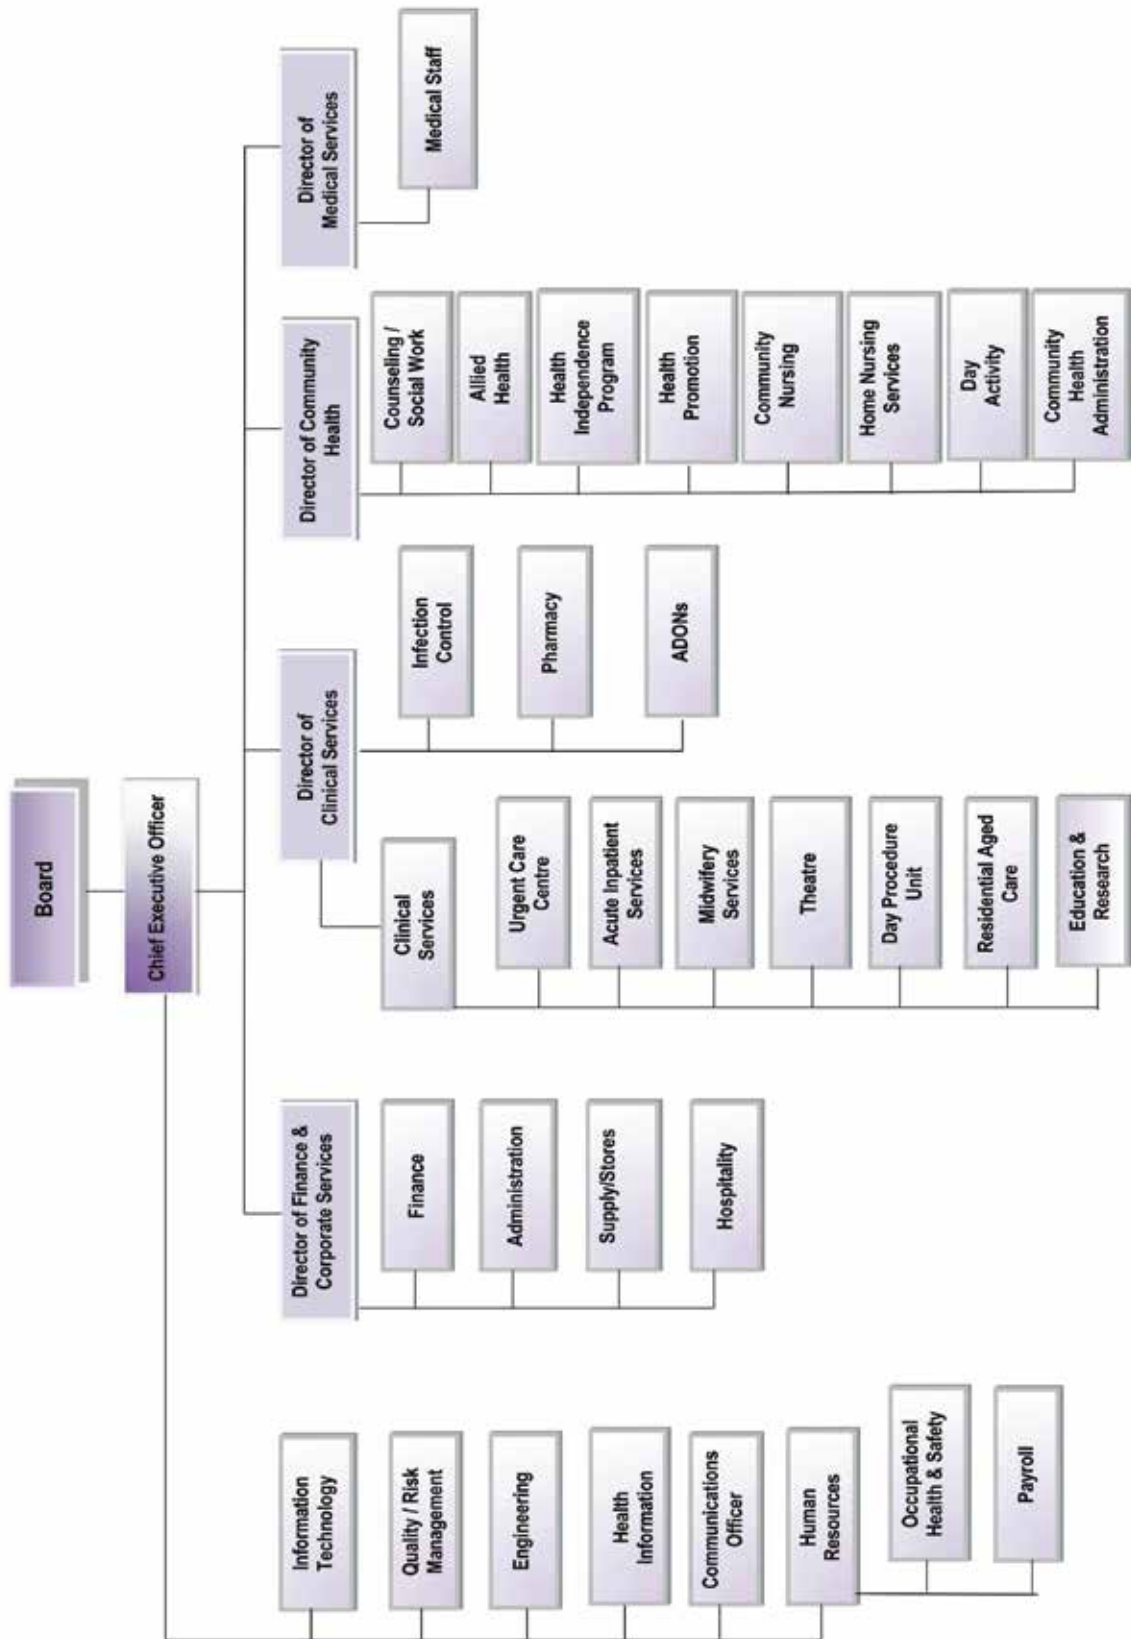 Board
Chief Executive Officer
Information
Technology
Quality / Risk
Management
Engineering
Health
Information
Communications
Officer
Human
Resources
Occupational
Health & Safety
Payroll
Director of Finance &
Corporate Services
Finance
Administration
Supply/Stores
Hospitality
Director of
Clinical Services
Clinical
Services
Urgent Care
Centre
Acute Inpatient
Services
Midwifery
Services
Theatre
Day Procedure
Unit
Residential Aged
Care
Education &
Research
Infection
Control
Pharmacy
ADONs
Director of Community
Health
Counseling /
Social Work
Allied
Health
Health
Independence
Program
Health
Promotion
Community
Nursing
Home Nursing
Services
Day
Activity
Community
Health
Administration
Director of
Medical Services
Medical Staff